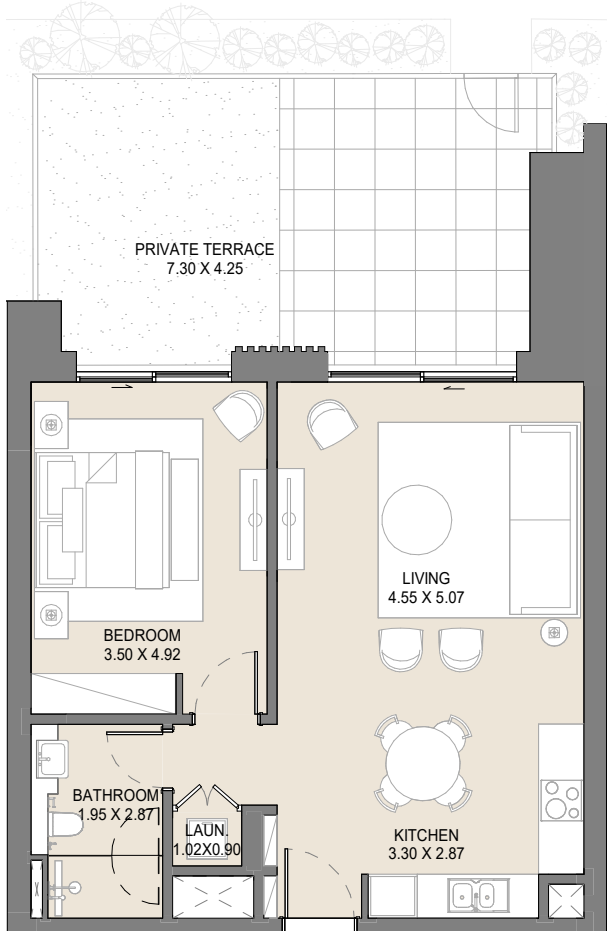 PRIVATE TERRACE
7.30 X 4.25
LIVING
4.55 X 5.07
BEDROOM
3.50 X 4.92
BATHROOM
1.95 X 2.87
LAUN.
1.02X0.90
KITCHEN
3.30 X 2.87